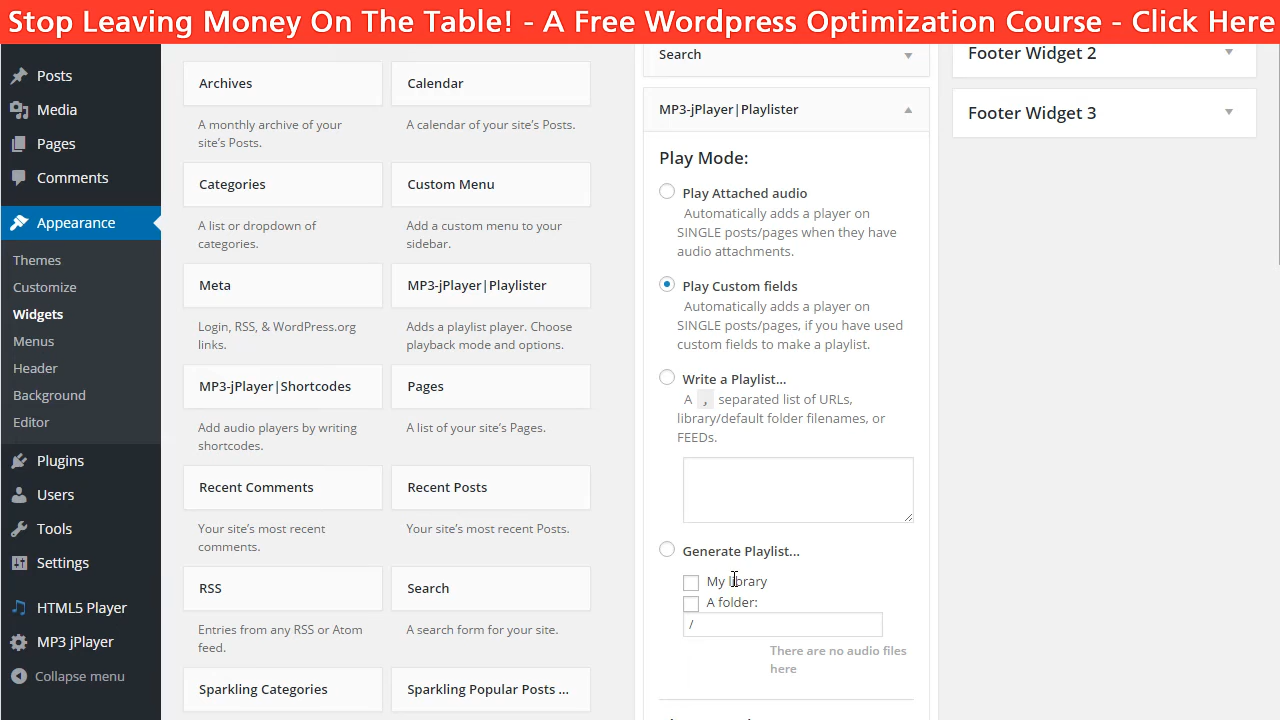 Stop Leaving Money On The Table! - A Free Wordpress Optimization Course - Click Here
Posts
Media
Pages
Comments
Appearance
Themes
Customize
Widgets
Menus
Header
Background
Editor
Plugins
Users
Tools
Settings
HTML5 Player
MP3 jPlayer
Collapse menu
Archives
A monthly archive of your
site's Posts.
Calendar
A calendar of your site's Posts.
Categories
A list or dropdown of
categories.
Custom Menu
Add a custom menu to your
sidebar.
Meta
Login, RSS, & WordPress.org
links.
MP3-jPlayer|Playlister
Adds a playlist player. Choose
playback mode and options.
MP3-jPlayer|Shortcodes
Add audio players by writing
shortcodes.
Pages
A list of your site's Pages.
Recent Comments
Your site's most recent
comments.
Recent Posts
Your site's most recent Posts.
RSS
Entries from any RSS or Atom
feed.
Search
A search form for your site.
Sparkling Categories
Sparkling Popular Posts ...
Search
MP3-jPlayer|Playlister
Play Mode:
Play Attached audio
Automatically adds a player on
SINGLE posts/pages when they have
audio attachments.
Play Custom fields
Automatically adds a player on
SINGLE posts/pages, if you have used
custom fields to make a playlist.
Write a Playlist...
A , separated list of URLs,
library/default folder filenames, or
FEEDs.
Generate Playlist...
My library
A folder:
/
There are no audio files
here
Footer Widget 2
Footer Widget 3